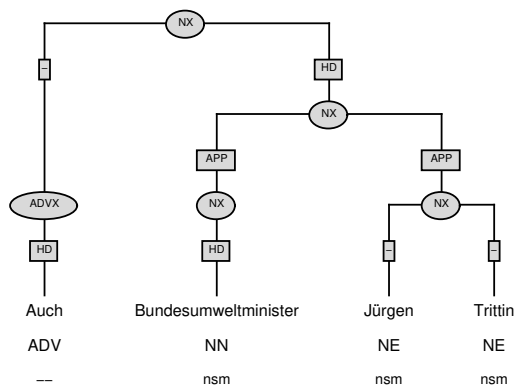 NX
– HD
NX
APP APP
ADVX NX NX
HD HD – –
Auch Bundesumweltminister Jürgen Trittin
ADV NN NE NE
–– nsm nsm nsm